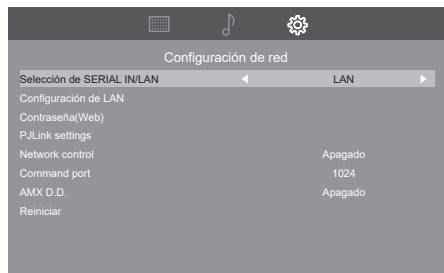 Configuración de red
Selección de SERIAL IN/LAN LAN
Configuración de LAN
Contraseña(Web)
PJLink settings
Network control Apagado
Command port 1024
AMX D.D. Apagado
Reiniciar